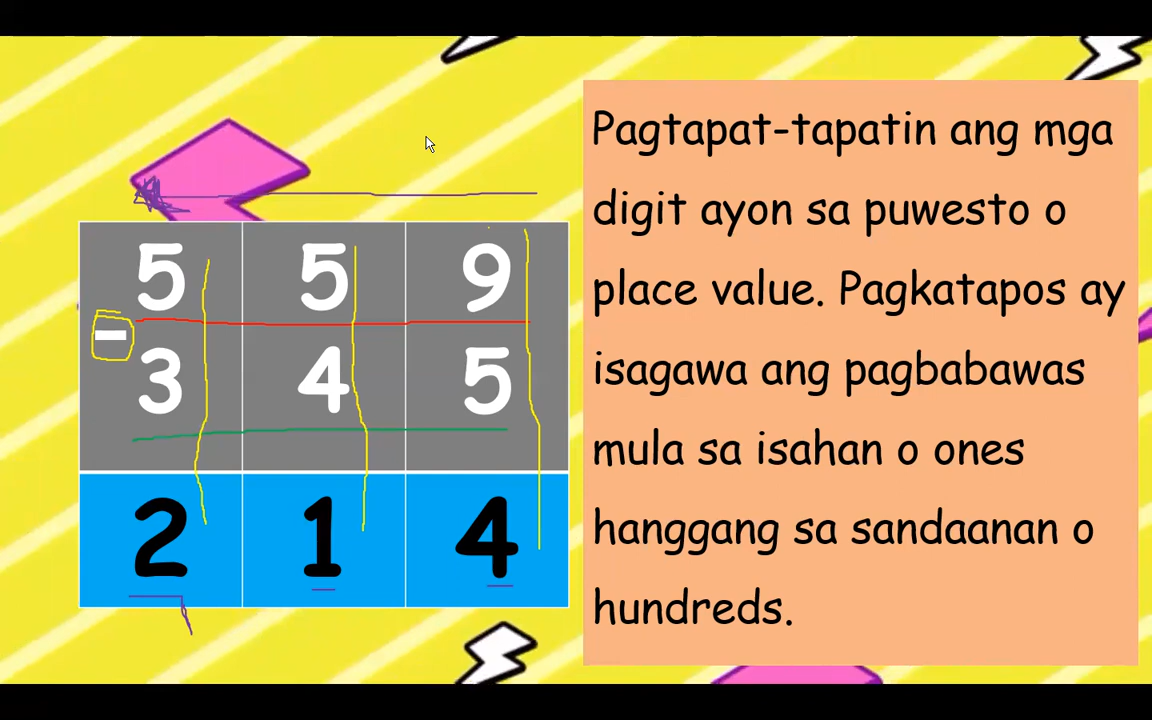 5 5 9
- 3 4 5
2 1 4
Pagtapat-tapatin ang mga
digit ayon sa puwesto o
place value. Pagkatapos ay
isagawa ang pagbabawas
mula sa isahan o ones
hanggang sa sandaanan o
hundreds.